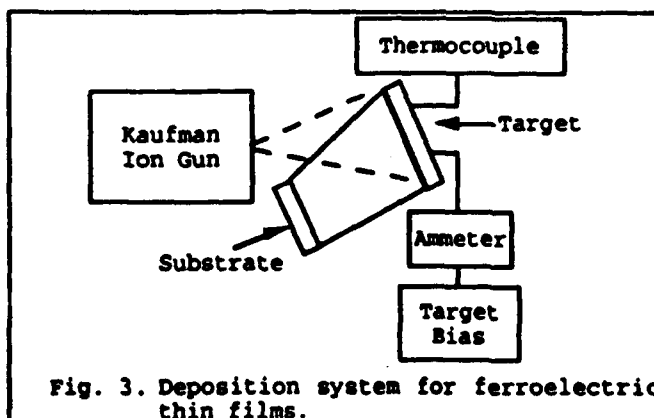 Thermocouple
Kaufman
Ion Gun
Target
Substrate
Ammeter
Target
Bias
Fig. 3. Deposition system for ferroelectric
thin films.